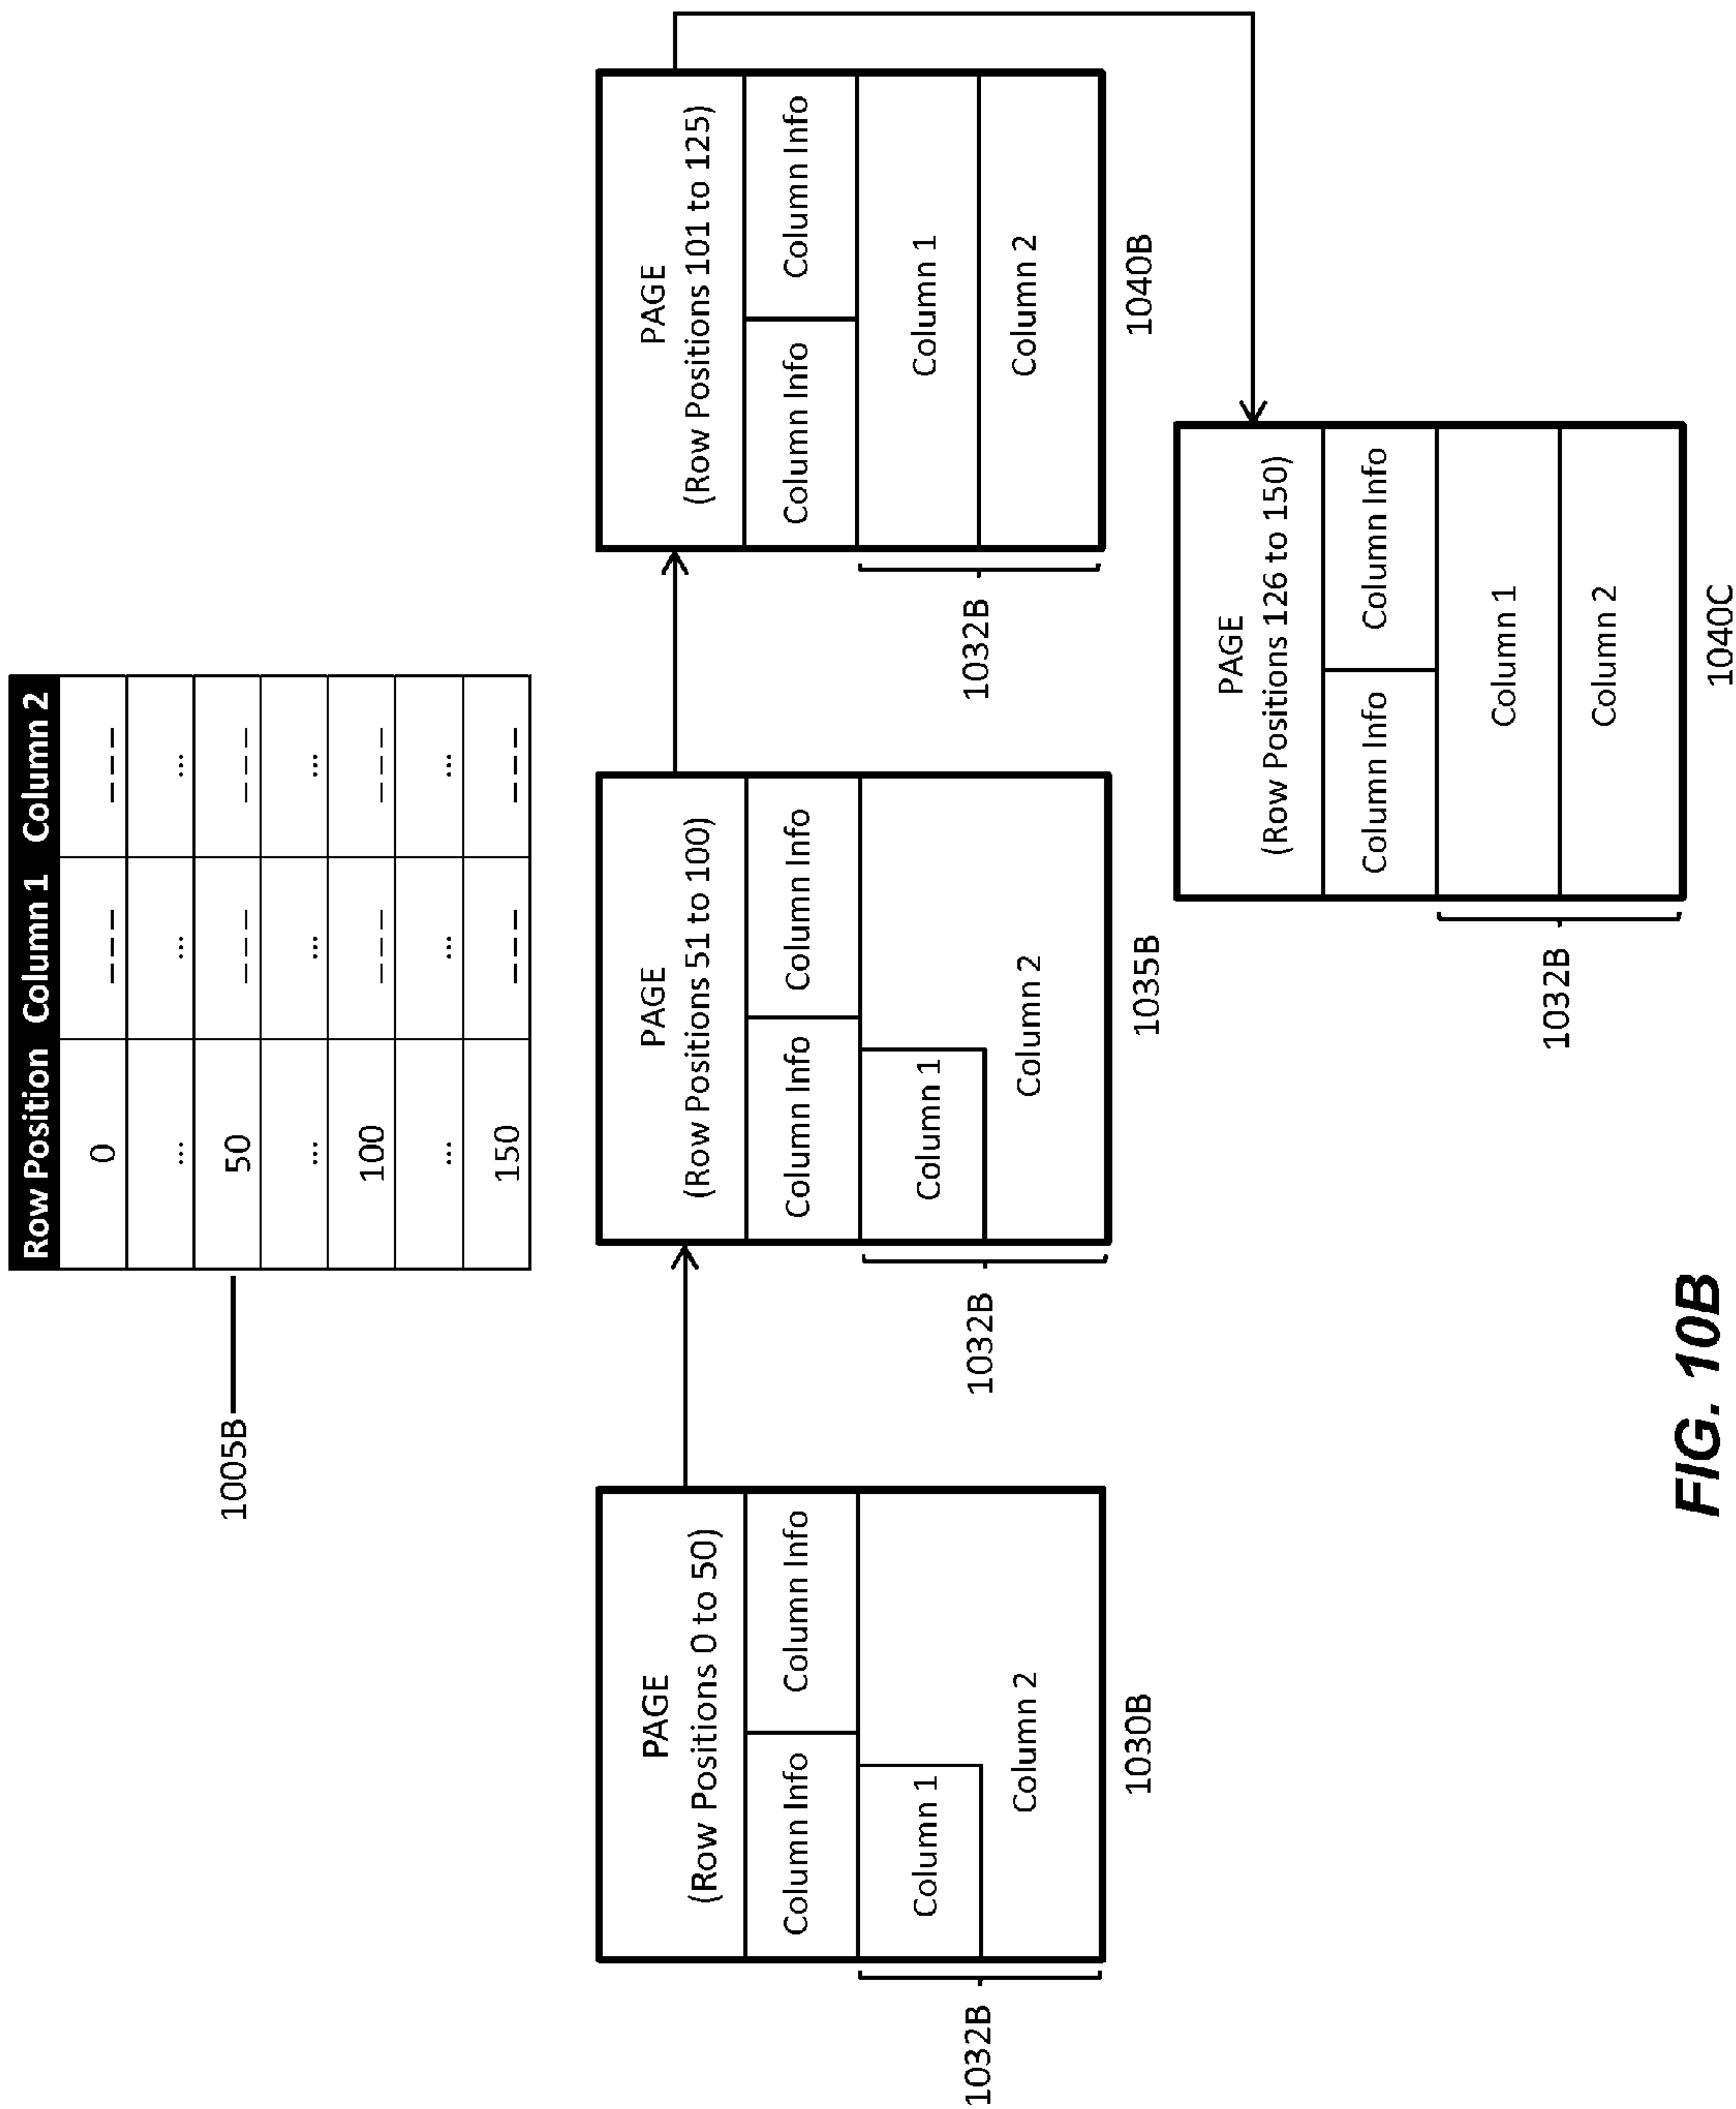 1005B
Row Position Column 1 Column 2
0 ---- ----
... ... ...
50 ---- ----
... ... ...
100 ---- ----
... ... ...
150 ---- ----
PAGE
(Row Positions 0 to 50)
Column Info Column Info
Column 1
Column 2
1032B
1030B
PAGE
(Row Positions 51 to 100)
Column Info Column Info
Column 1
Column 2
1032B
1035B
PAGE
(Row Positions 101 to 125)
Column Info Column Info
Column 1
Column 2
1032B
1040B
PAGE
(Row Positions 126 to 150)
Column Info Column Info
Column 1
Column 2
1032B
1040C
FIG. 10B